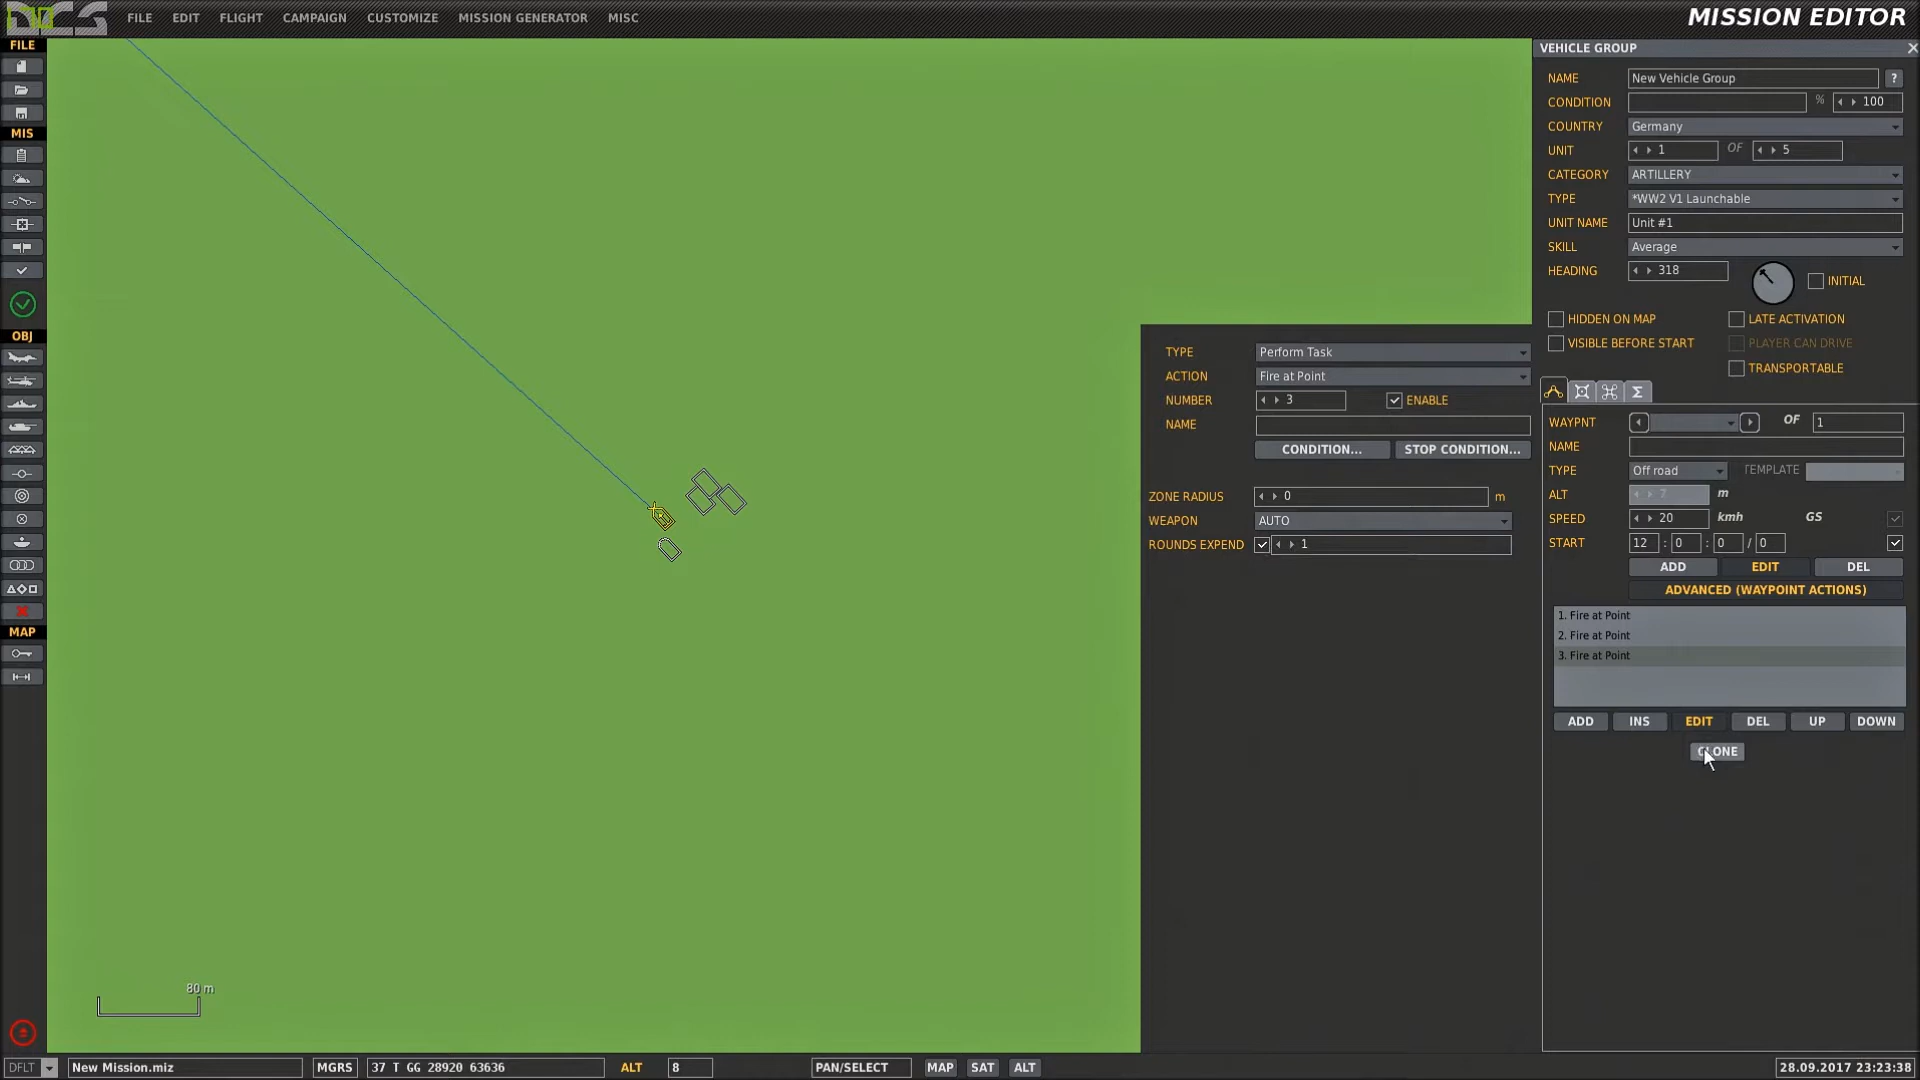 DCS FILE EDIT FLIGHT CAMPAIGN CUSTOMIZE MISSION GENERATOR MISC MISSION EDITOR
FILE
MIS
OBJ
MAP
80 m
VEHICLE GROUP
NAME New Vehicle Group ?
CONDITION % 100
COUNTRY Germany
UNIT 1 OF 5
CATEGORY ARTILLERY
TYPE *WW2 V1 Launchable
UNIT NAME Unit #1
SKILL Average
HEADING 318 INITIAL
HIDDEN ON MAP LATE ACTIVATION
VISIBLE BEFORE START PLAYER CAN DRIVE
TRANSPORTABLE
TYPE Perform Task
ACTION Fire at Point
NUMBER 3 ENABLE
NAME
CONDITION... STOP CONDITION...
ZONE RADIUS 0 m
WEAPON AUTO
ROUNDS EXPEND 1
WAYPNT OF 1
NAME
TYPE Off road TEMPLATE
ALT 7 m
SPEED 20 kmh GS
START 12 : 0 : 0 / 0
ADD EDIT DEL
ADVANCED (WAYPOINT ACTIONS)
1. Fire at Point
2. Fire at Point
3. Fire at Point
ADD INS EDIT DEL UP DOWN
CLONE
DFLT New Mission.miz MGRS 37 T GG 28920 63636 ALT 8 PAN/SELECT MAP SAT ALT 28.09.2017 23:23:38